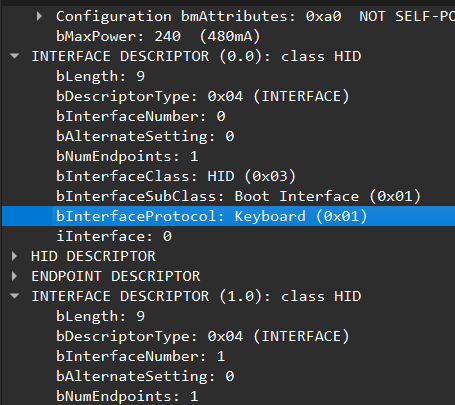 Configuration bmAttributes: 0xa0  NOT SELF-PO
bMaxPower: 240  (480mA)
INTERFACE DESCRIPTOR (0.0): class HID
bLength: 9
bDescriptorType: 0x04 (INTERFACE)
bInterfaceNumber: 0
bAlternateSetting: 0
bNumEndpoints: 1
bInterfaceClass: HID (0x03)
bInterfaceSubClass: Boot Interface (0x01)
bInterfaceProtocol: Keyboard (0x01)
iInterface: 0
HID DESCRIPTOR
ENDPOINT DESCRIPTOR
INTERFACE DESCRIPTOR (1.0): class HID
bLength: 9
bDescriptorType: 0x04 (INTERFACE)
bInterfaceNumber: 1
bAlternateSetting: 0
bNumEndpoints: 1